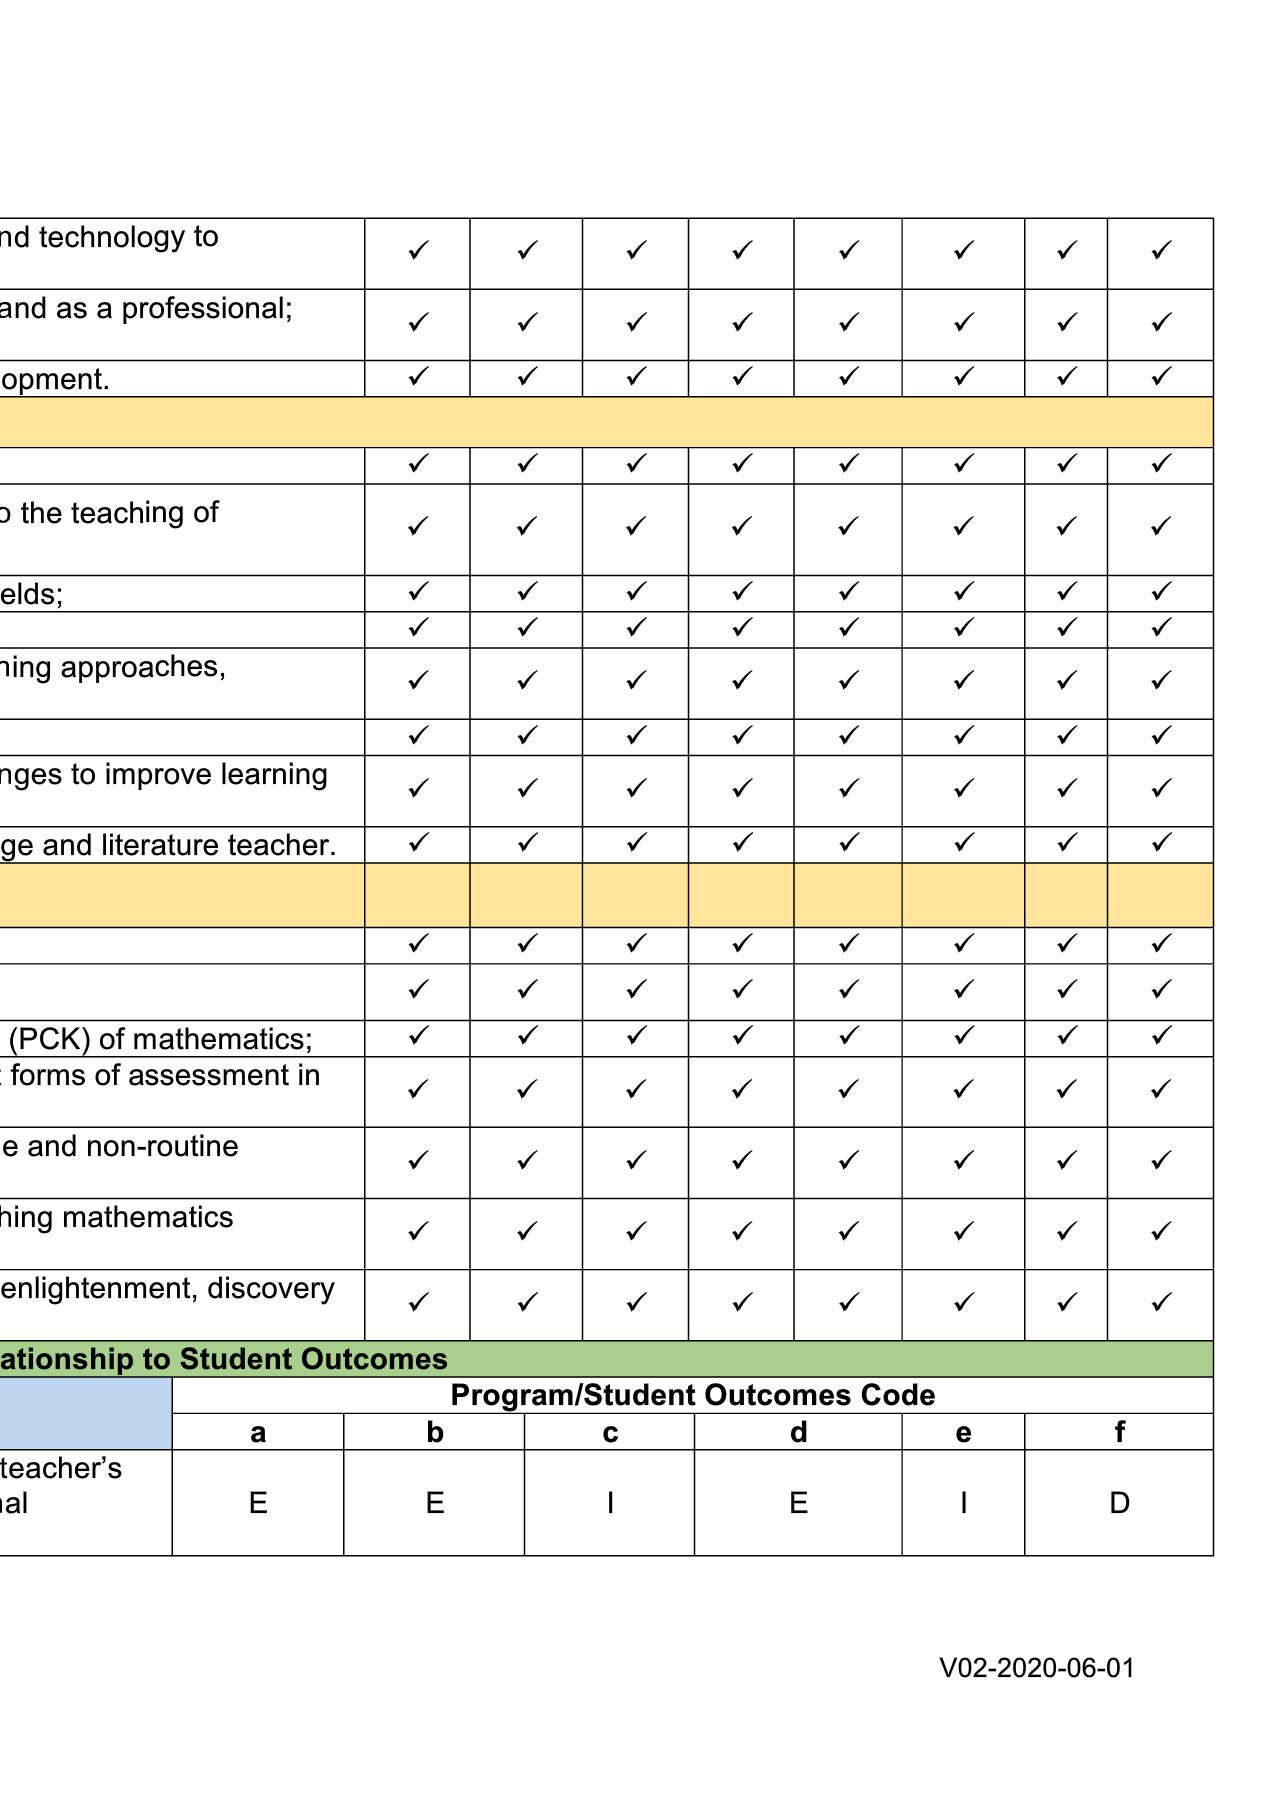 nd technology to ✓ ✓ ✓ ✓ ✓ ✓ ✓ ✓
and as a professional; ✓ ✓ ✓ ✓ ✓ ✓ ✓ ✓
opment. ✓ ✓ ✓ ✓ ✓ ✓ ✓ ✓
✓ ✓ ✓ ✓ ✓ ✓ ✓ ✓
o the teaching of ✓ ✓ ✓ ✓ ✓ ✓ ✓ ✓
elds; ✓ ✓ ✓ ✓ ✓ ✓ ✓ ✓
✓ ✓ ✓ ✓ ✓ ✓ ✓ ✓
hing approaches, ✓ ✓ ✓ ✓ ✓ ✓ ✓ ✓
✓ ✓ ✓ ✓ ✓ ✓ ✓ ✓
nges to improve learning ✓ ✓ ✓ ✓ ✓ ✓ ✓ ✓
ge and literature teacher. ✓ ✓ ✓ ✓ ✓ ✓ ✓ ✓
✓ ✓ ✓ ✓ ✓ ✓ ✓ ✓
✓ ✓ ✓ ✓ ✓ ✓ ✓ ✓
(PCK) of mathematics; ✓ ✓ ✓ ✓ ✓ ✓ ✓ ✓
forms of assessment in ✓ ✓ ✓ ✓ ✓ ✓ ✓ ✓
e and non-routine ✓ ✓ ✓ ✓ ✓ ✓ ✓ ✓
hing mathematics ✓ ✓ ✓ ✓ ✓ ✓ ✓ ✓
enlightenment, discovery ✓ ✓ ✓ ✓ ✓ ✓ ✓ ✓
ationship to Student Outcomes
Program/Student Outcomes Code
a b c d e f
teacher’s
nal E E I E I D
V02-2020-06-01